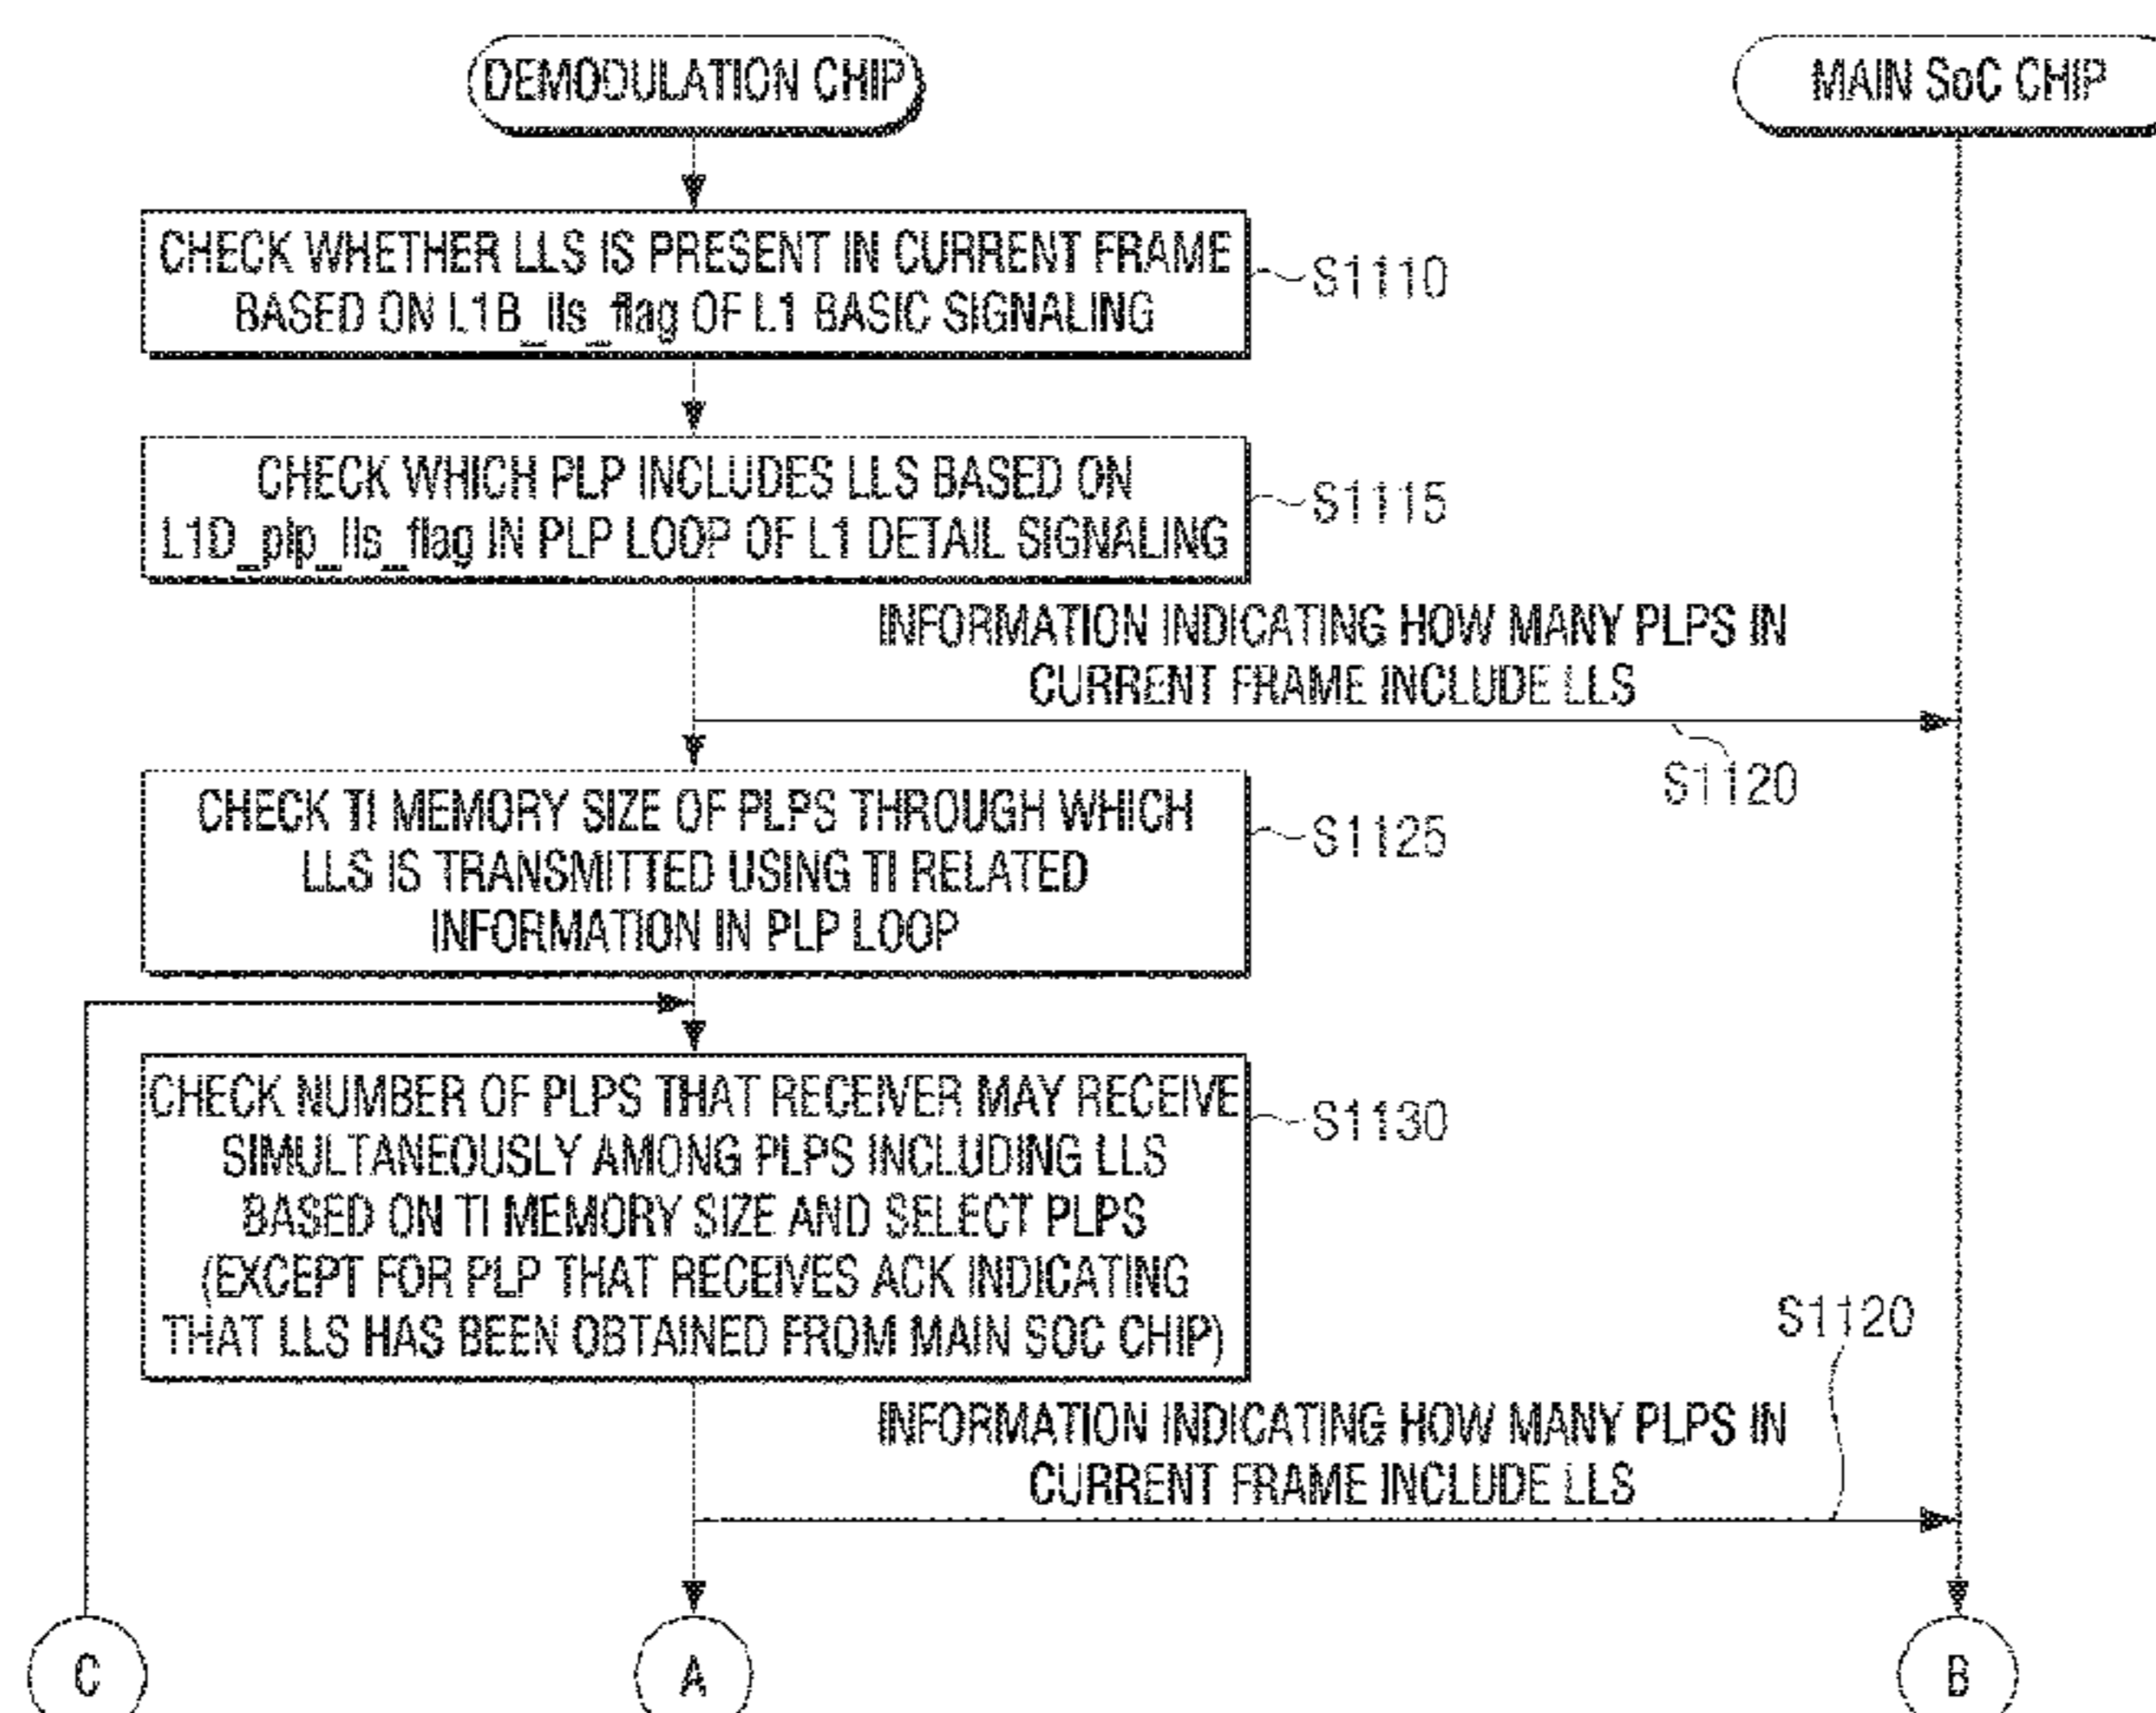 DEMODULATION CHIP
MAIN SoC CHIP
CHECK WHETHER LLS IS PRESENT IN CURRENT FRAME
BASED ON L1B_lls_flag OF L1 BASIC SIGNALING
S1110
CHECK WHICH PLP INCLUDES LLS BASED ON
L1D_plp_lls_flag IN PLP LOOP OF L1 DETAIL SIGNALING
S1115
INFORMATION INDICATING HOW MANY PLPS IN
CURRENT FRAME INCLUDE LLS
S1120
CHECK TI MEMORY SIZE OF PLPS THROUGH WHICH
LLS IS TRANSMITTED USING TI RELATED
INFORMATION IN PLP LOOP
S1125
CHECK NUMBER OF PLPS THAT RECEIVER MAY RECEIVE
SIMULTANEOUSLY AMONG PLPS INCLUDING LLS
BASED ON TI MEMORY SIZE AND SELECT PLPS
(EXCEPT FOR PLP THAT RECEIVES ACK INDICATING
THAT LLS HAS BEEN OBTAINED FROM MAIN SOC CHIP)
S1130
S1120
INFORMATION INDICATING HOW MANY PLPS IN
CURRENT FRAME INCLUDE LLS
C
A
B